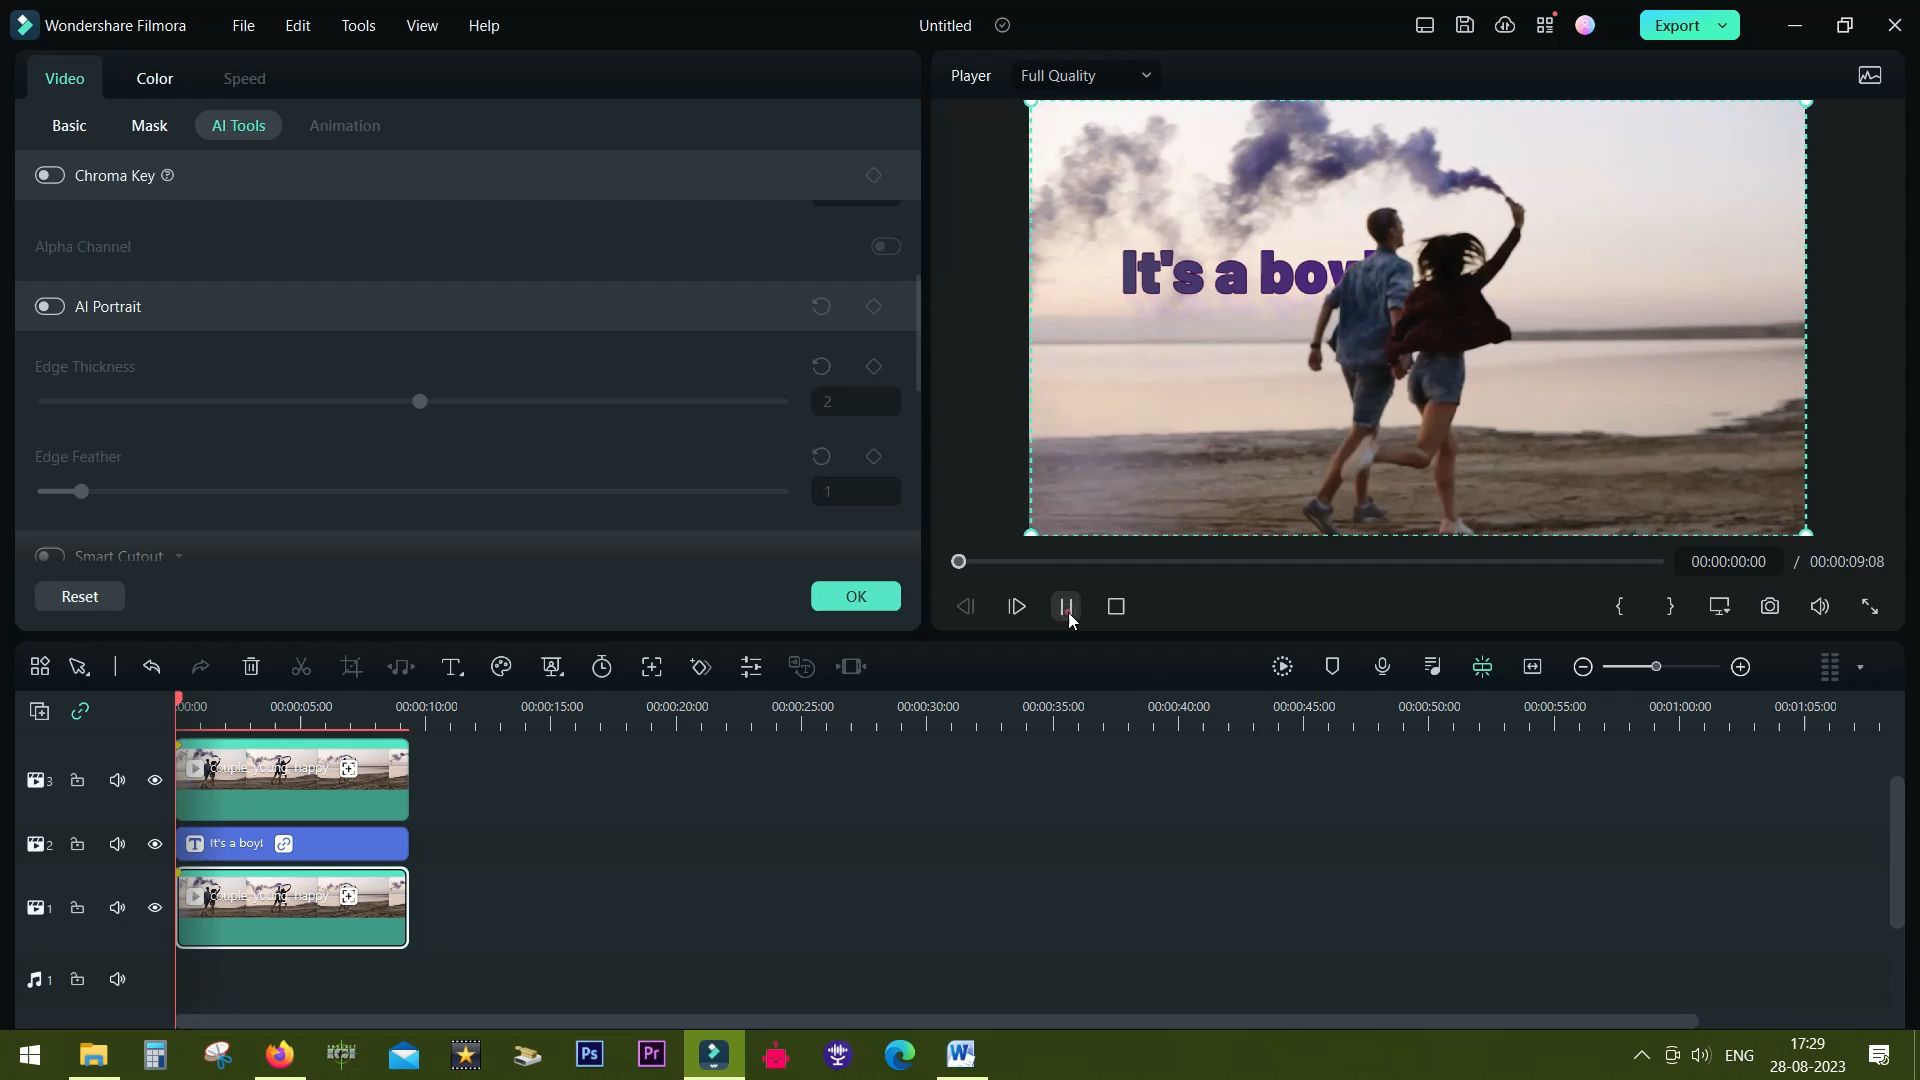 Wondershare Filmora File Edit Tools View Help Untitled Export
Video Color Speed
Player Full Quality
Basic Mask AI Tools Animation
Chroma Key
Alpha Channel
AI Portrait
Edge Thickness
2
Edge Feather
1
Smart Cutout
Reset OK
It's a boy
00:00:00:00 / 00:00:09:08
:00:00 00:00:05:00 00:00:10:00 00:00:15:00 00:00:20:00 00:00:25:00 00:00:30:00 00:00:35:00 00:00:40:00 00:00:45:00 00:00:50:00 00:00:55:00 00:01:00:00 00:01:05:00
3 couple young happy
2 T It's a boy!
1 couple young happy
1
Ps Pr W ENG 17:29
28-08-2023